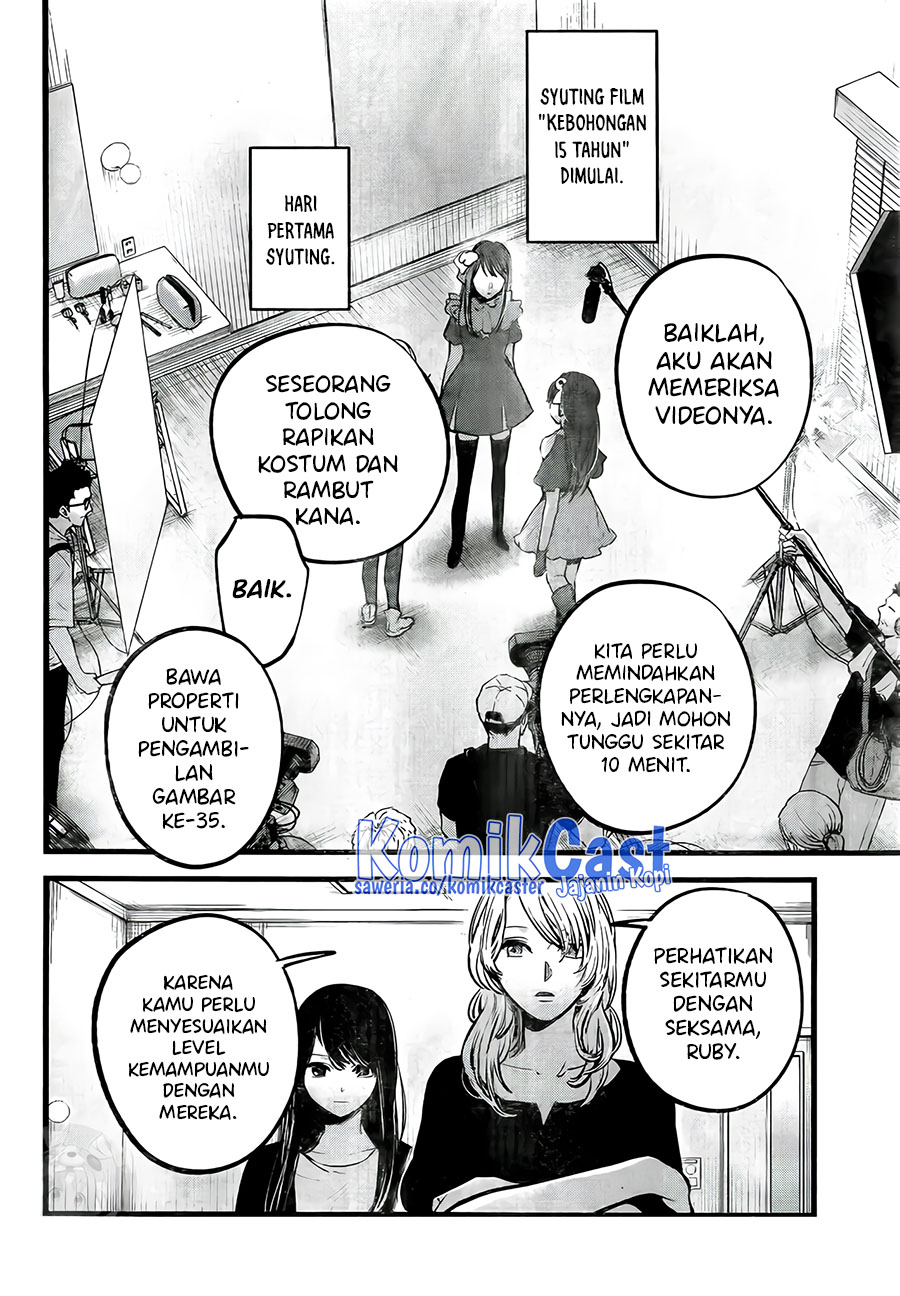 SYUTING FILM
"KEBOHONGAN
15 TAHUN"
DIMULAI.
HARI
PERTAMA
SYUTING.
BAIKLAH,
AKU AKAN
MEMERIKSA
VIDEONYA.
SESEORANG
TOLONG
RAPIKAN
KOSTUM DAN
RAMBUT
KANA.
BAIK.
KITA PERLU
MEMINDAHKAN
PERLENGKAPAN-
NYA, JADI MOHON
TUNGGU SEKITAR
10 MENIT.
BAWA
PROPERTI
UNTUK
PENGAMBI-
LAN
GAMBAR
KE-35.
KomikCast
saweria.co/komikcaster Jajanin Kopi
PERHATIKAN
SEKITARMU
DENGAN
SEKSAMA,
RUBY.
KARENA
KAMU PERLU
MENYESUAIKAN
LEVEL
KEMAMPUANMU
DENGAN
MEREKA.